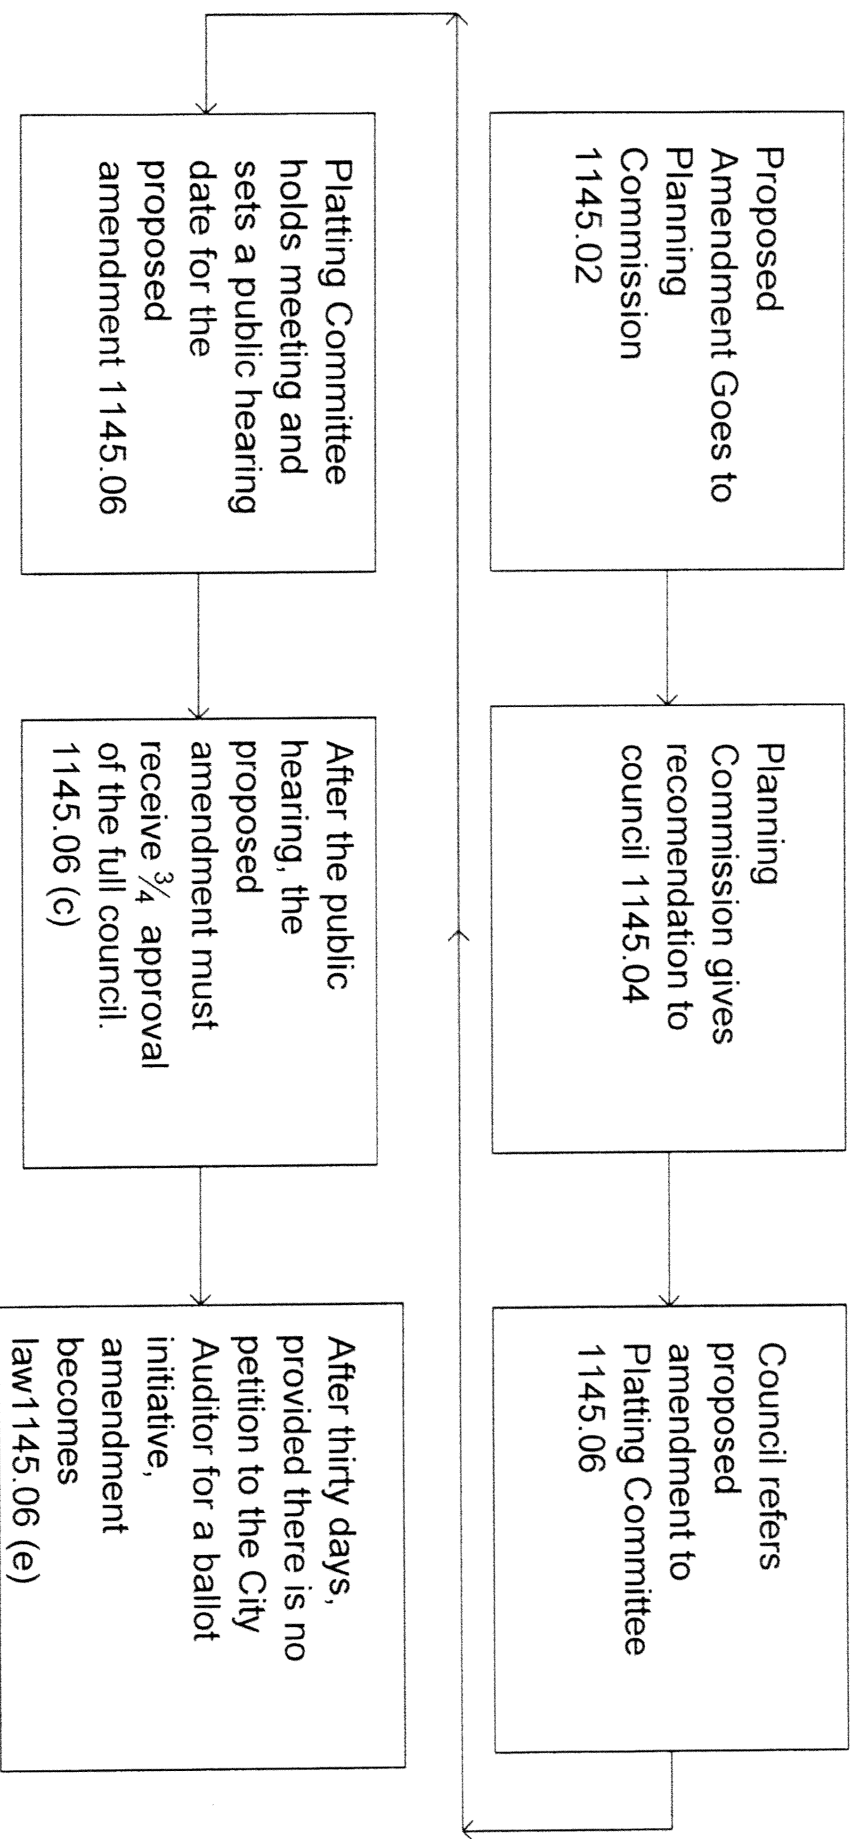 Proposed
Amendment Goes to
Planning
Commission
1145.02
Planning
Commission gives
recomendation to
council 1145.04
Council refers
proposed
amendment to
Platting Committee
1145.06
Platting Committee
holds meeting and
sets a public hearing
date for the
proposed
amendment 1145.06
After the public
hearing, the
proposed
amendment must
receive ¾ approval
of the full council.
1145.06 (c)
After thirty days,
provided there is no
petition to the City
Auditor for a ballot
initiative,
amendment
becomes
law1145.06 (e)